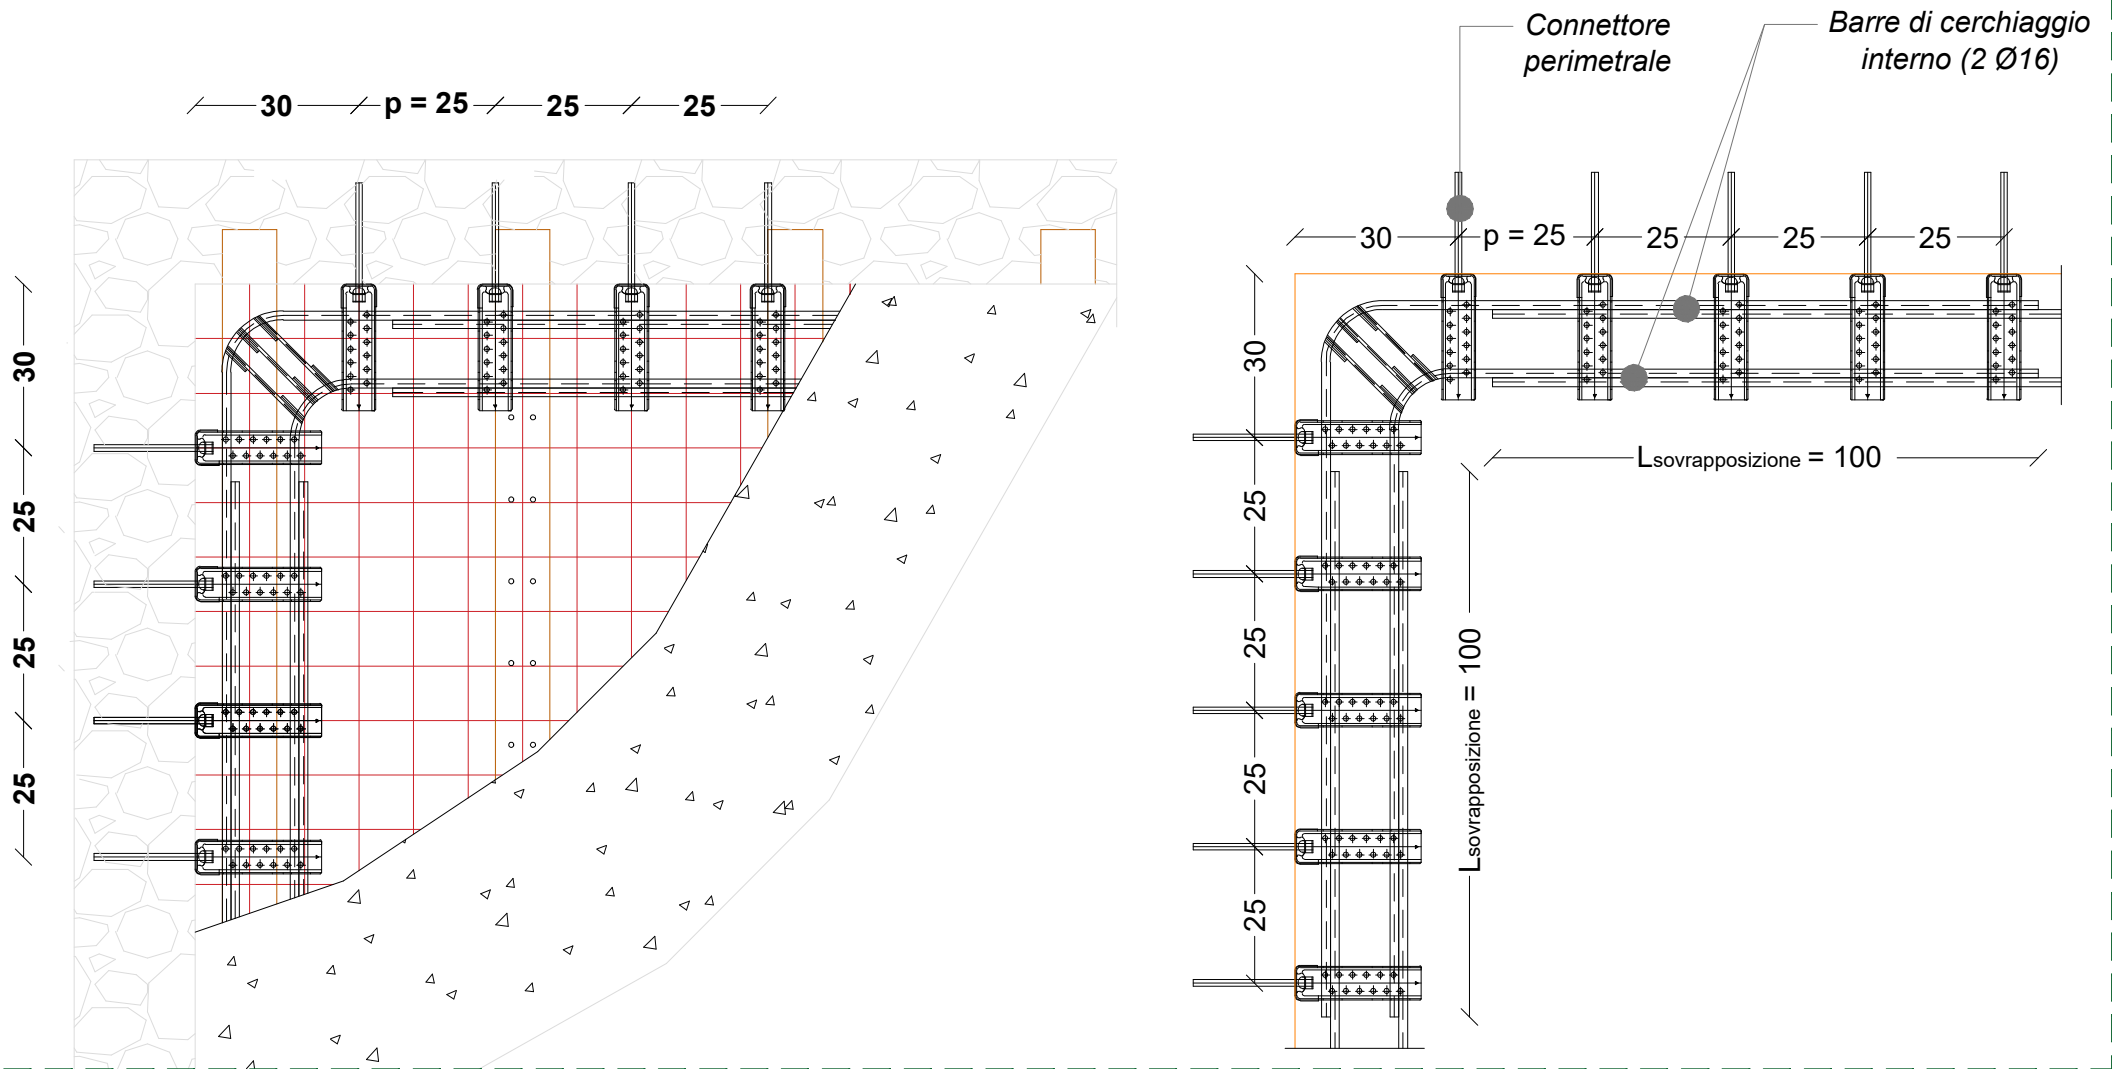 Connettore
perimetrale
Barre di cerchiaggio
interno (2 Ø16)
30
p = 25
25
25
30
25
25
25
30
p = 25
25
25
25
30
25
25
25
25
Lsovrapposizione = 100
Lsovrapposizione = 100